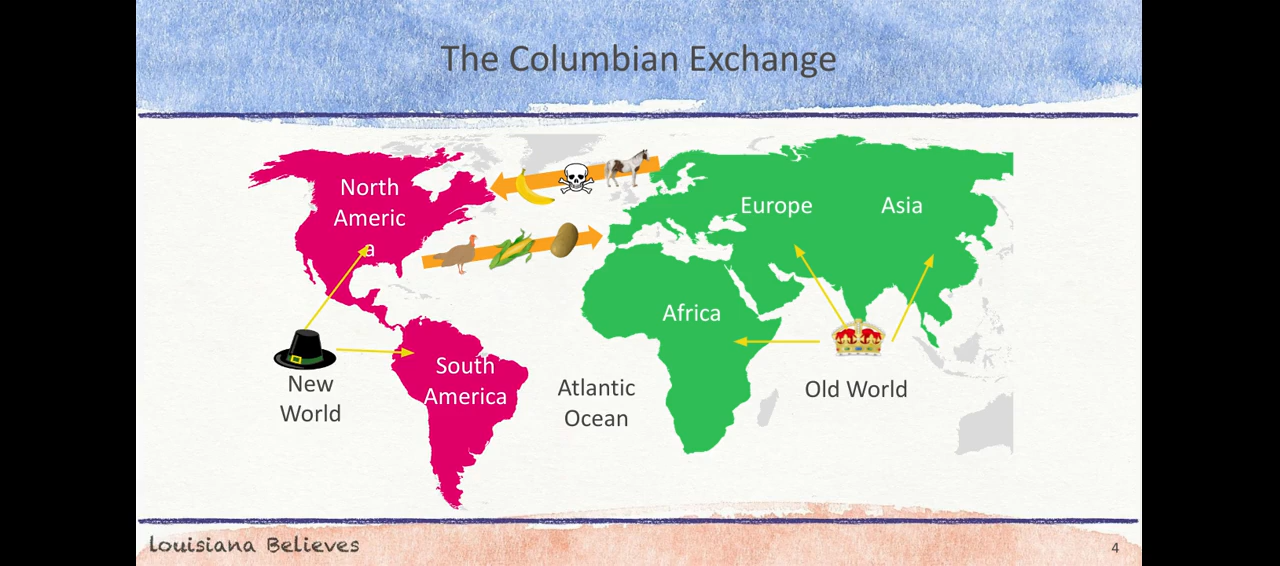 The Columbian Exchange
North
Americ
a
Europe
Asia
Africa
South
America
New
World
Atlantic
Ocean
Old World
Louisiana Believes
4